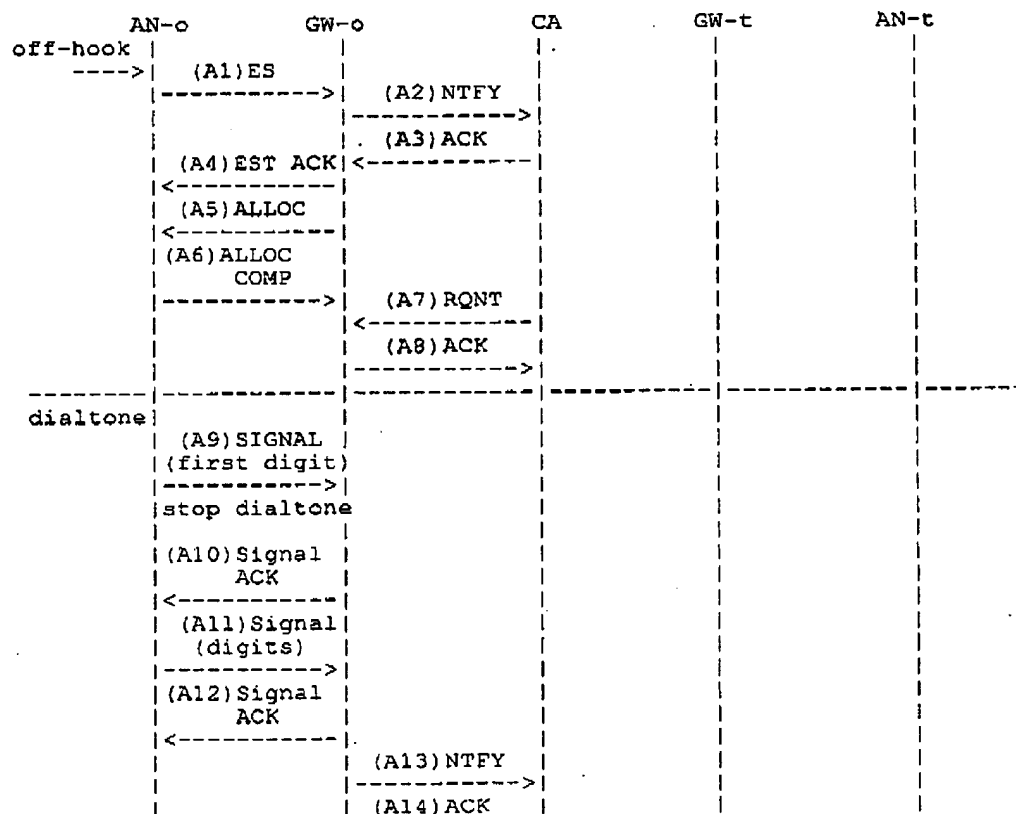 AN-o GW-o CA GW-t AN-t
off-hook
(A1)ES
(A2)NTFY
(A3)ACK
(A4)EST ACK
(A5)ALLOC
(A6)ALLOC
COMP
(A7)RQNT
(A8)ACK
dialtone
(A9)SIGNAL
(first digit)
stop dialtone
(A10)Signal
ACK
(A11)Signal
(digits)
(A12)Signal
ACK
(A13)NTFY
(A14)ACK